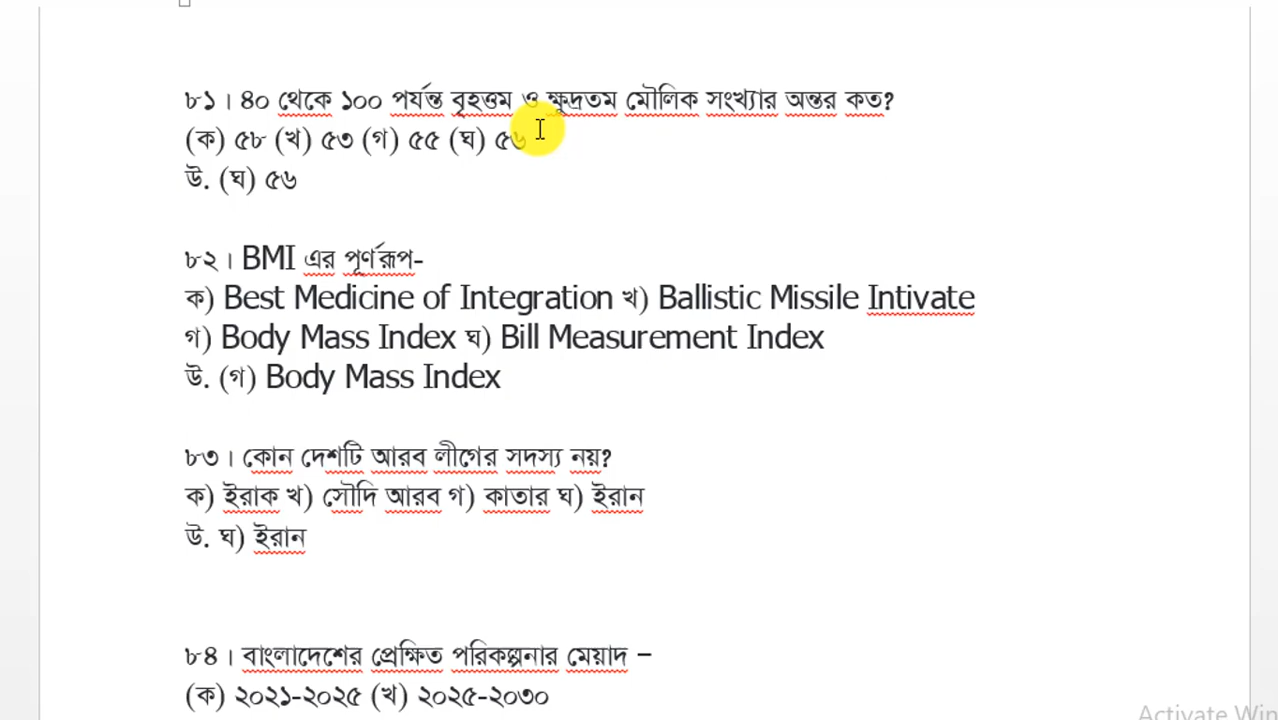 ৮১। ৪০ থেকে ১০০ পর্যন্ত বৃহত্তম ও ক্ষুদ্রতম মৌলিক সংখ্যার অন্তর কত?
(ক) ৫৮ (খ) ৫৩ (গ) ৫৫ (ঘ) ৫৬
উ. (ঘ) ৫৬
৮২। BMI এর পূর্ণরূপ-
ক) Best Medicine of Integration খ) Ballistic Missile Intivate
গ) Body Mass Index ঘ) Bill Measurement Index
উ. (গ) Body Mass Index
৮৩। কোন দেশটি আরব লীগের সদস্য নয়?
ক) ইরাক খ) সৌদি আরব গ) কাতার ঘ) ইরান
উ. ঘ) ইরান
৮৪। বাংলাদেশের প্রেক্ষিত পরিকল্পনার মেয়াদ –
(ক) ২০২১-২০২৫ (খ) ২০২৫-২০৩০
Activate Win